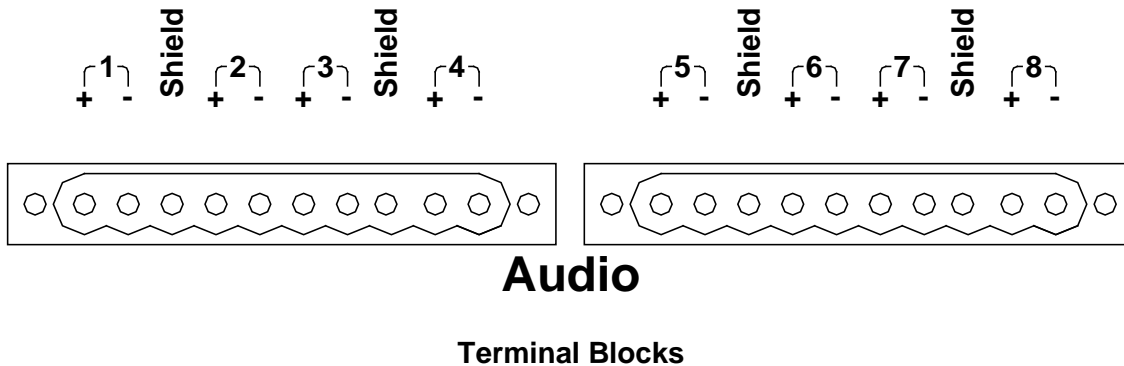 1 Shield 2 3 Shield 4 5 Shield 6 7 Shield 8
+ - + - + - + - + - + - + - + -
Audio
Terminal Blocks